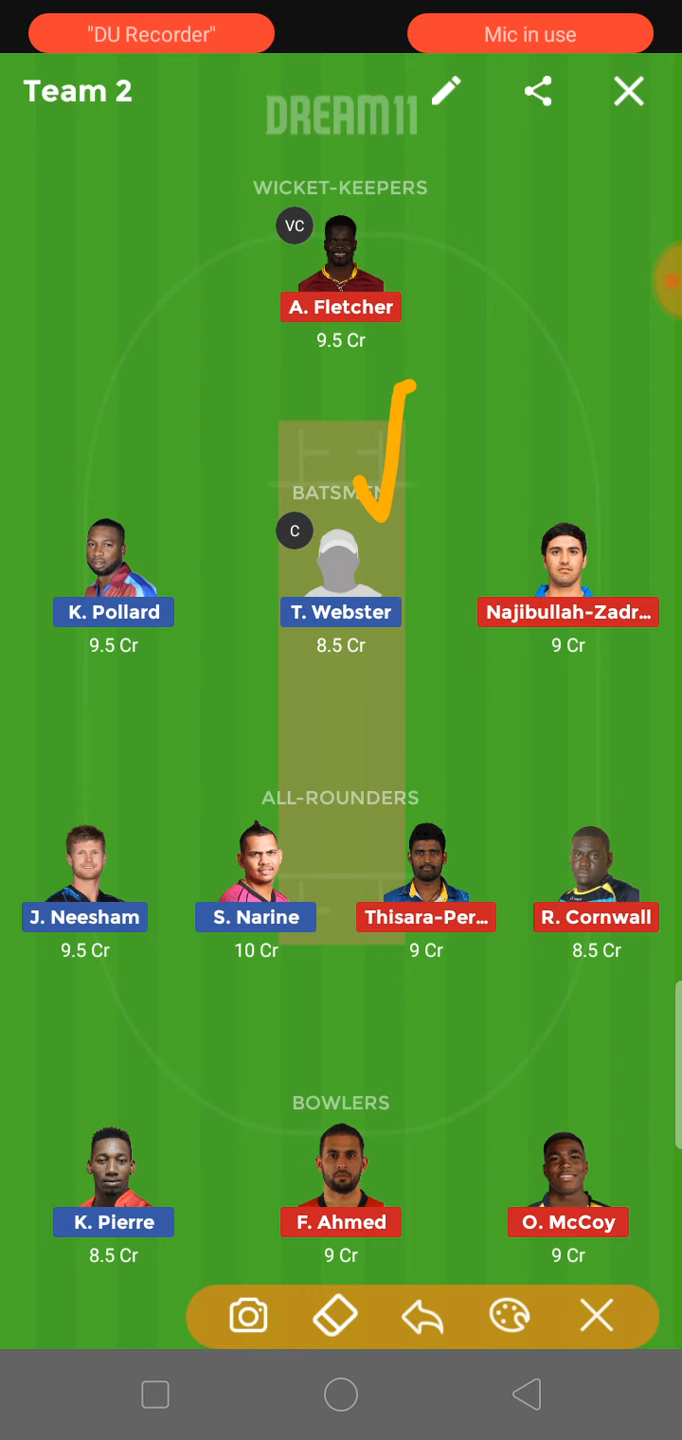 "DU Recorder" Mic in use
Team 2
DREAM11
WICKET-KEEPERS
VC
A. Fletcher
9.5 Cr
BATSMEN
C
K. Pollard T. Webster Najibullah-Zadr...
9.5 Cr 8.5 Cr 9 Cr
ALL-ROUNDERS
J. Neesham S. Narine Thisara-Per... R. Cornwall
9.5 Cr 10 Cr 9 Cr 8.5 Cr
BOWLERS
K. Pierre F. Ahmed O. McCoy
8.5 Cr 9 Cr 9 Cr